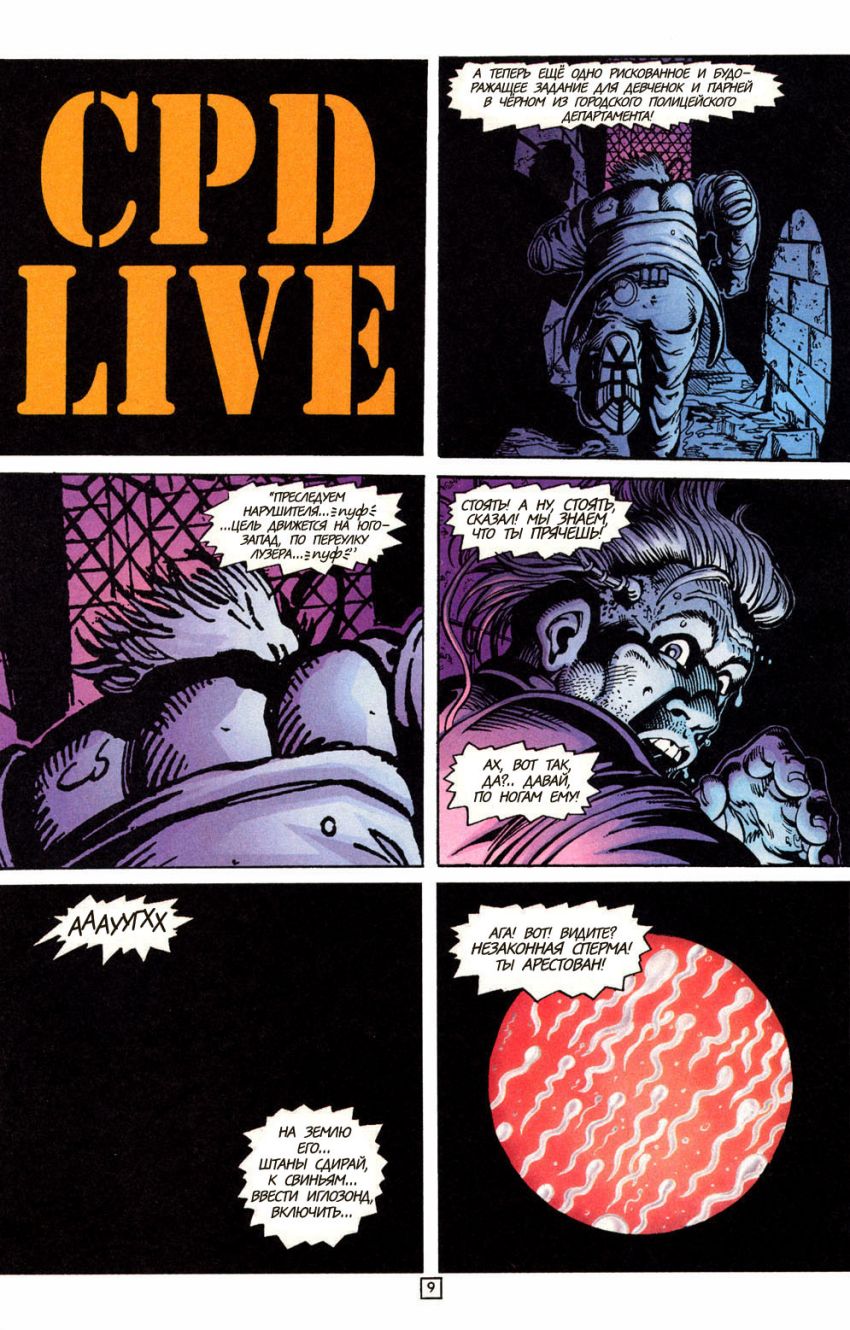 CPD
LIVE
А ТЕПЕРЬ ЕЩЁ ОДНО РИСКОВАННОЕ И БУДО-
РАЖАЩЕЕ ЗАДАНИЕ ДЛЯ ДЕВЧЕНОК И ПАРНЕЙ
В ЧЁРНОМ ИЗ ГОРОДСКОГО ПОЛИЦЕЙСКОГО
ДЕПАРТАМЕНТА!
"ПРЕСЛЕДУЕМ
НАРУШИТЕЛЯ... пуф
...ЦЕЛЬ ДВИЖЕТСЯ НА ЮГО-
ЗАПАД, ПО ПЕРЕУЛКУ
ЛУЗЕРА... пуф"
СТОЯТЬ! А НУ, СТОЯТЬ,
СКАЗАЛ! МЫ ЗНАЕМ,
ЧТО ТЫ ПРЯЧЕШЬ!
АХ, ВОТ ТАК,
ДА?.. ДАВАЙ,
ПО НОГАМ ЕМУ!
АААУУГХХ
НА ЗЕМЛЮ
ЕГО...
ШТАНЫ СДИРАЙ,
К СВИНЬЯМ...
ВВЕСТИ ИГЛОЗОНД,
ВКЛЮЧИТЬ...
АГА! ВОТ! ВИДИТЕ?
НЕЗАКОННАЯ СПЕРМА!
ТЫ АРЕСТОВАН!
9